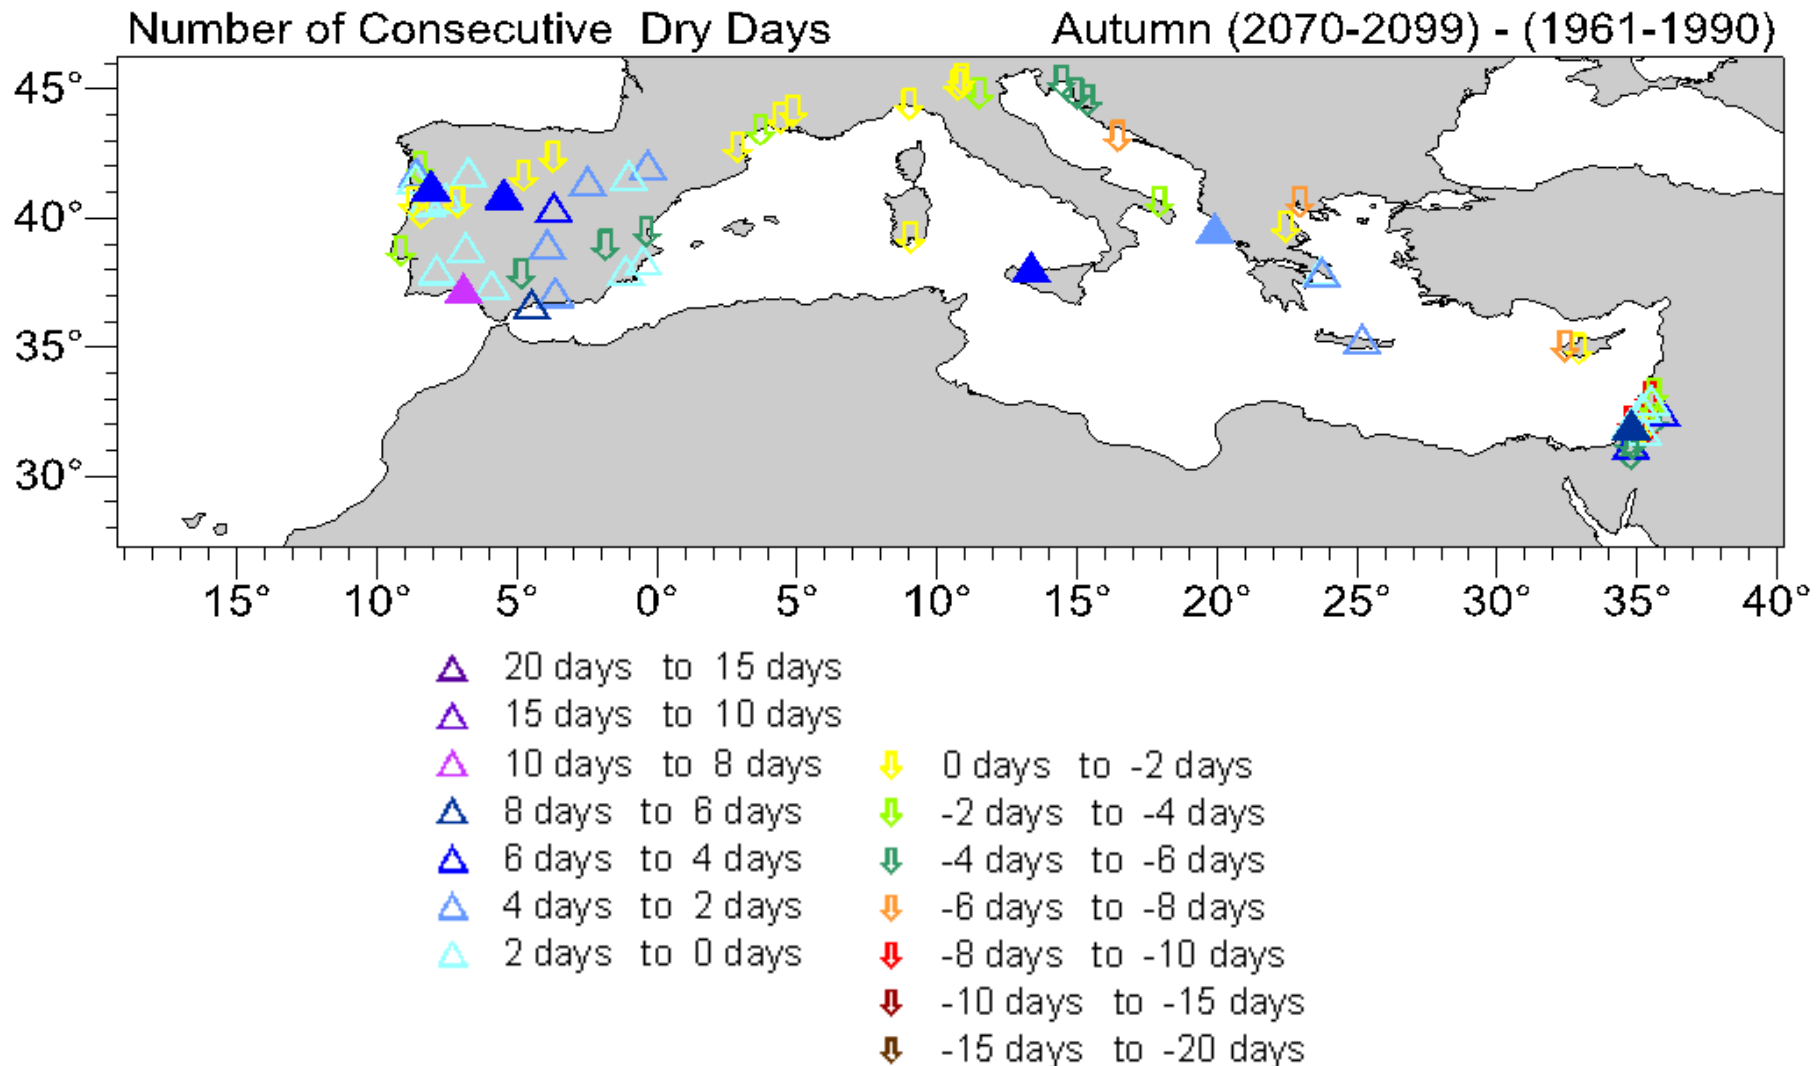 Number of Consecutive Dry Days Autumn (2070-2099) - (1961-1990)
45°
40°
35°
30°
15° 10° 5° 0° 5° 10° 15° 20° 25° 30° 35° 40°
20 days to 15 days
15 days to 10 days
10 days to 8 days
8 days to 6 days
6 days to 4 days
4 days to 2 days
2 days to 0 days
0 days to -2 days
-2 days to -4 days
-4 days to -6 days
-6 days to -8 days
-8 days to -10 days
-10 days to -15 days
-15 days to -20 days